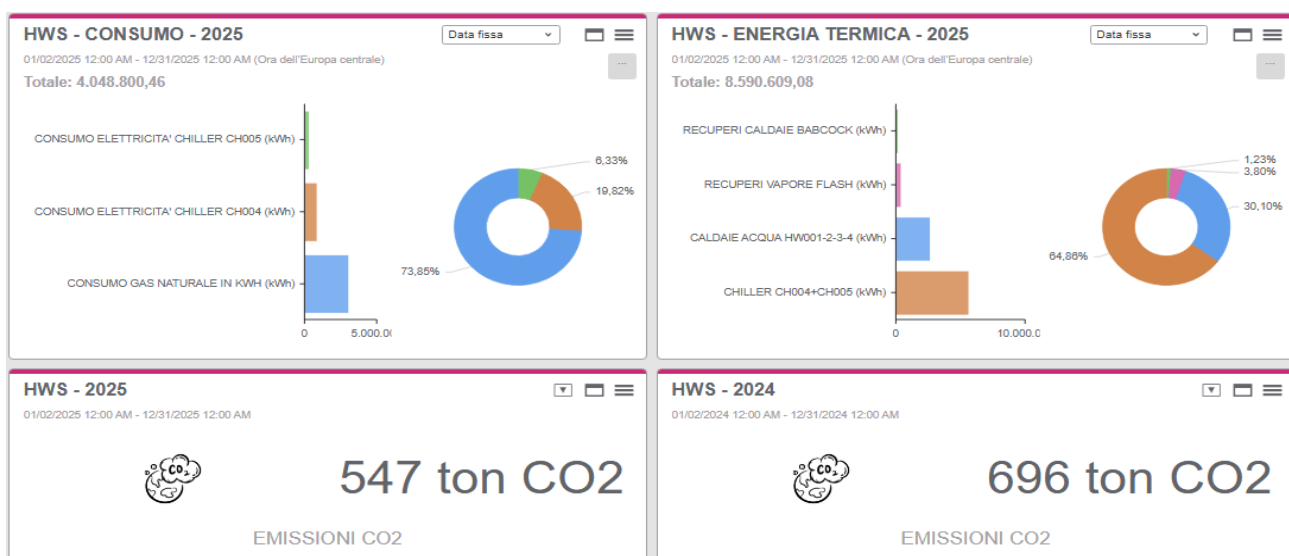 HWS - CONSUMO - 2025
Data fissa
01/02/2025 12:00 AM - 12/31/2025 12:00 AM (Ora dell'Europa centrale)
...
Totale: 4.048.800,46
CONSUMO ELETTRICITA' CHILLER CH005 (kWh)
CONSUMO ELETTRICITA' CHILLER CH004 (kWh)
CONSUMO GAS NATURALE IN KWH (kWh)
0
5.000.0
6,33%
19,82%
73,85%
HWS - ENERGIA TERMICA - 2025
Data fissa
01/02/2025 12:00 AM - 12/31/2025 12:00 AM (Ora dell'Europa centrale)
...
Totale: 8.590.609,08
RECUPERI CALDAIE BABCOCK (kWh)
RECUPERI VAPORE FLASH (kWh)
CALDAIE ACQUA HW001-2-3-4 (kWh)
CHILLER CH004+CH005 (kWh)
0
10.000.0
1,23%
3,80%
30,10%
64,86%
HWS - 2025
01/02/2025 12:00 AM - 12/31/2025 12:00 AM
CO2
547 ton CO2
EMISSIONI CO2
HWS - 2024
01/02/2024 12:00 AM - 12/31/2024 12:00 AM
CO2
696 ton CO2
EMISSIONI CO2